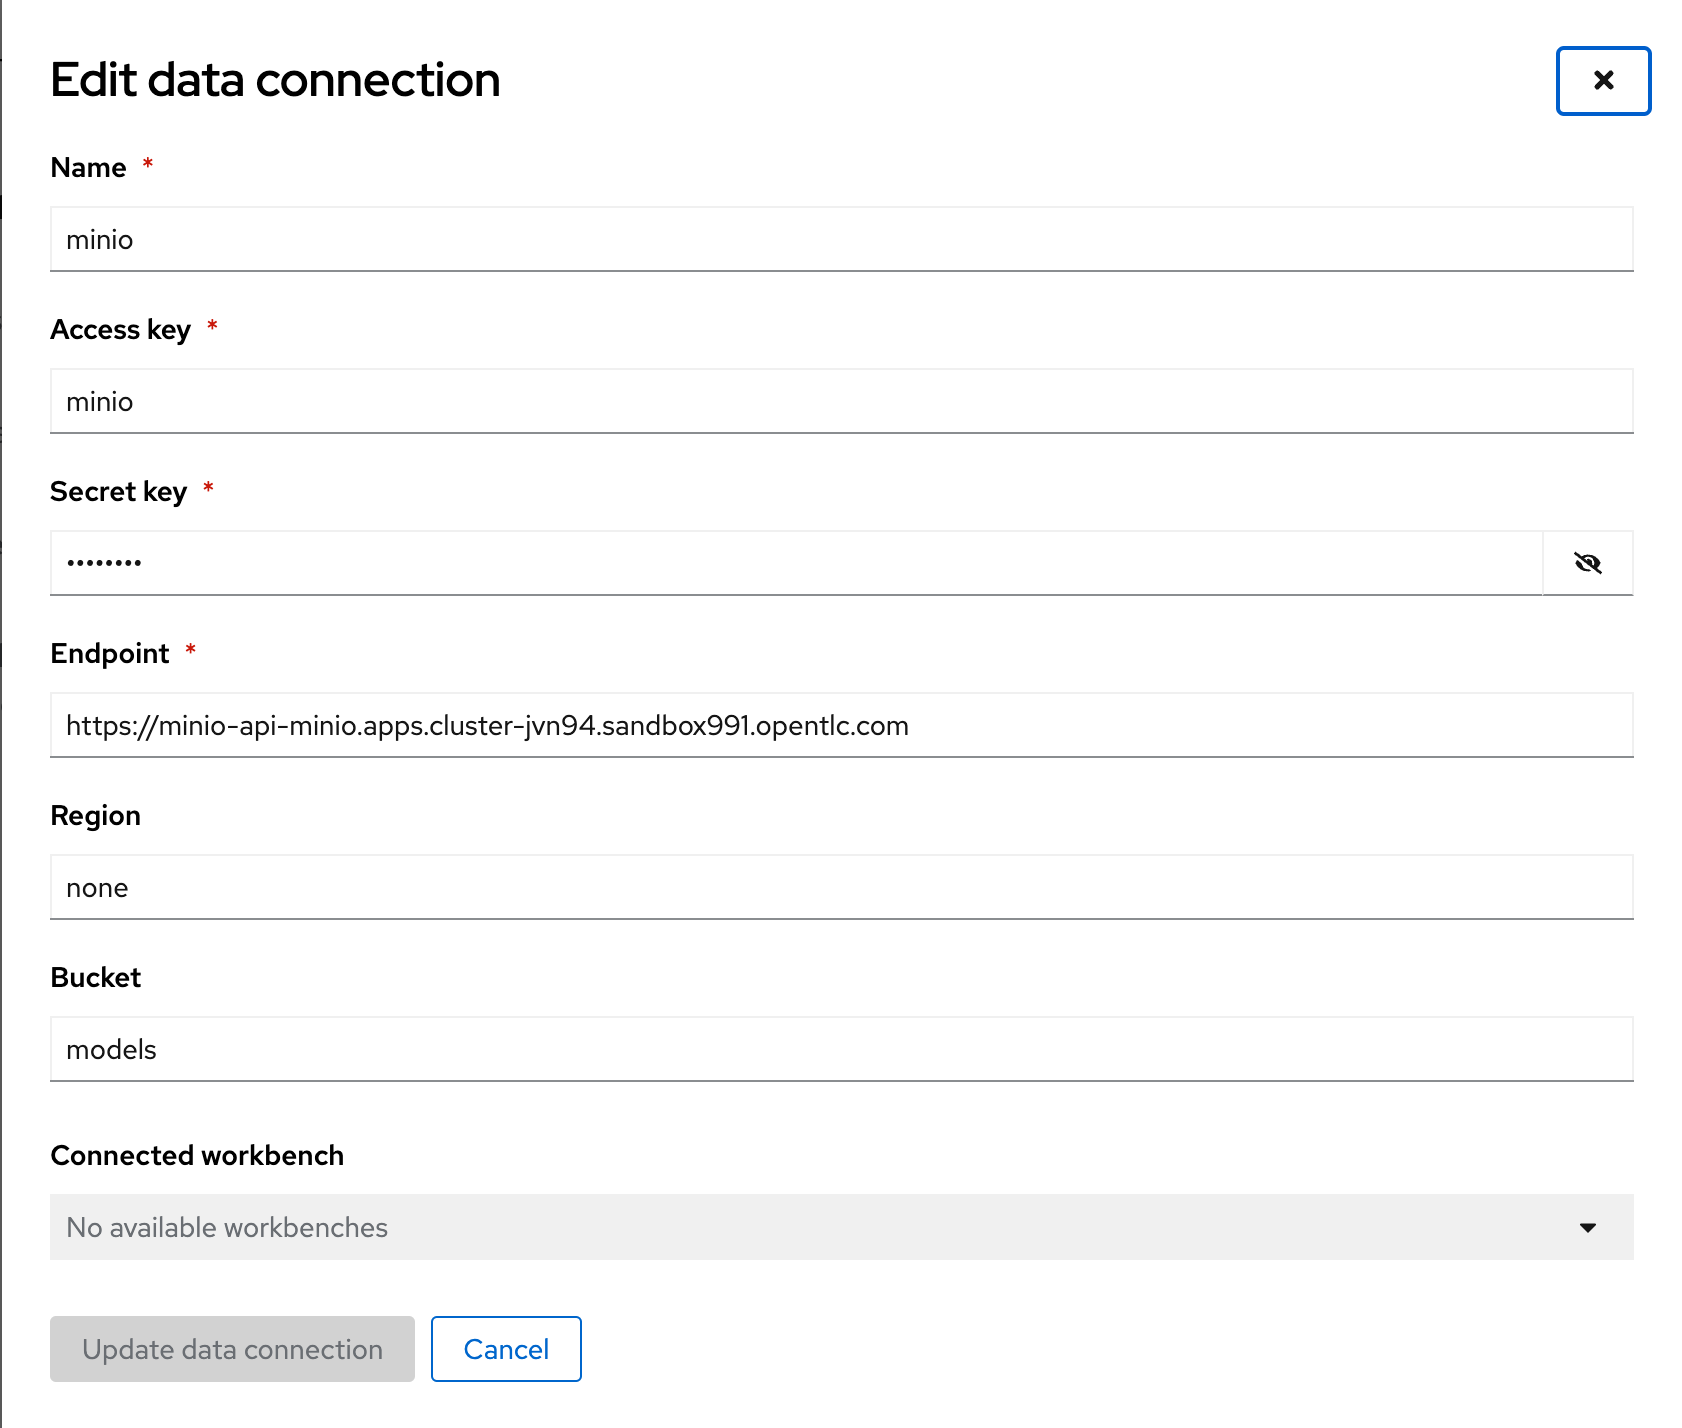 Edit data connection
Name *
minio
Access key *
minio
Secret key *
••••••••
Endpoint *
https://minio-api-minio.apps.cluster-jvn94.sandbox991.opentlc.com
Region
none
Bucket
models
Connected workbench
No available workbenches
Update data connection Cancel